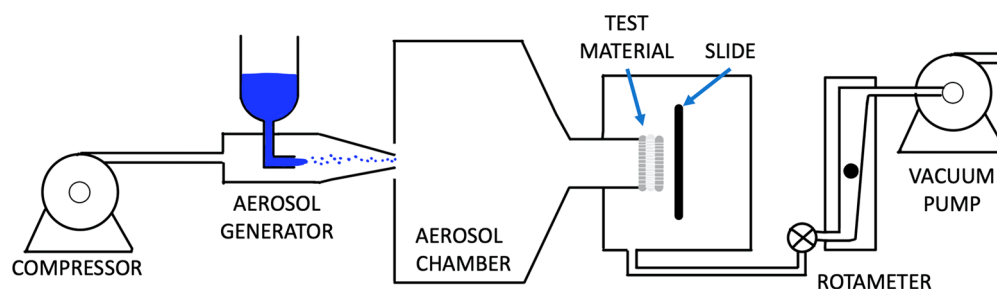 TEST
MATERIAL
SLIDE
COMPRESSOR
AEROSOL
GENERATOR
AEROSOL
CHAMBER
ROTAMETER
VACUUM
PUMP